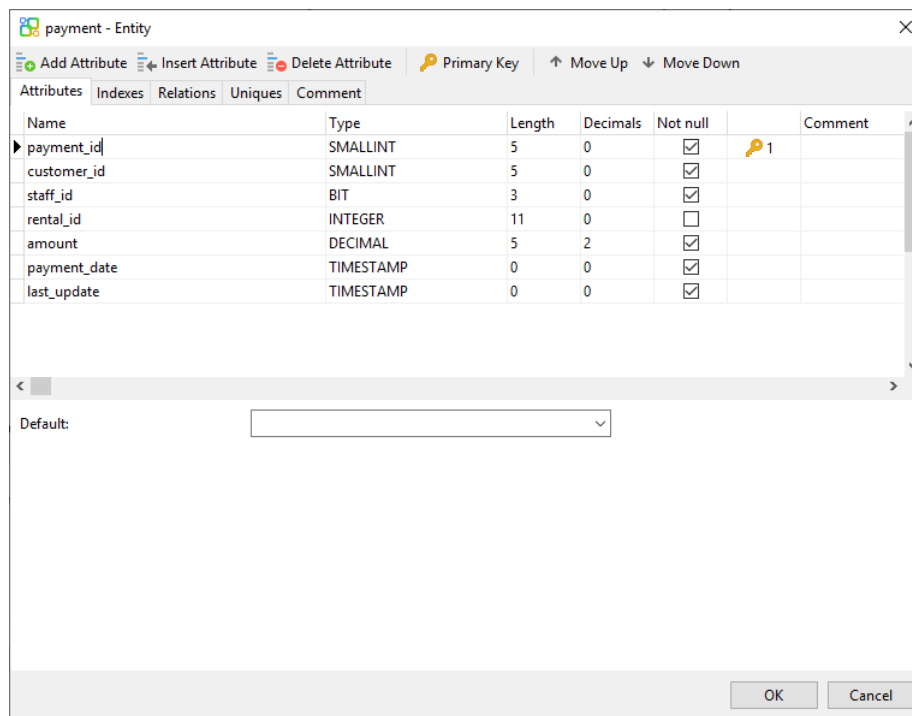 payment - Entity
Add Attribute Insert Attribute Delete Attribute Primary Key Move Up Move Down
Attributes Indexes Relations Uniques Comment
Name Type Length Decimals Not null Comment
payment_id SMALLINT 5 0 1
customer_id SMALLINT 5 0
staff_id BIT 3 0
rental_id INTEGER 11 0
amount DECIMAL 5 2
payment_date TIMESTAMP 0 0
last_update TIMESTAMP 0 0
Default:
OK Cancel